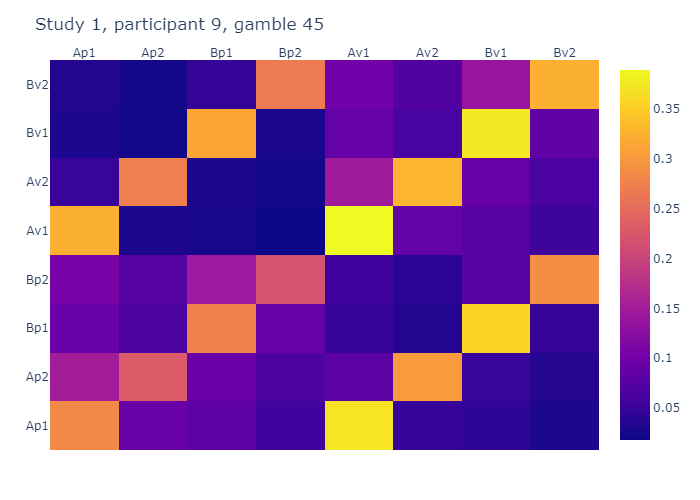 Study 1, participant 9, gamble 45
Ap1 Ap2 Bp1 Bp2 Av1 Av2 Bv1 Bv2
Bv2
Bv1
Av2
Av1
Bp2
Bp1
Ap2
Ap1
0.35
0.3
0.25
0.2
0.15
0.1
0.05